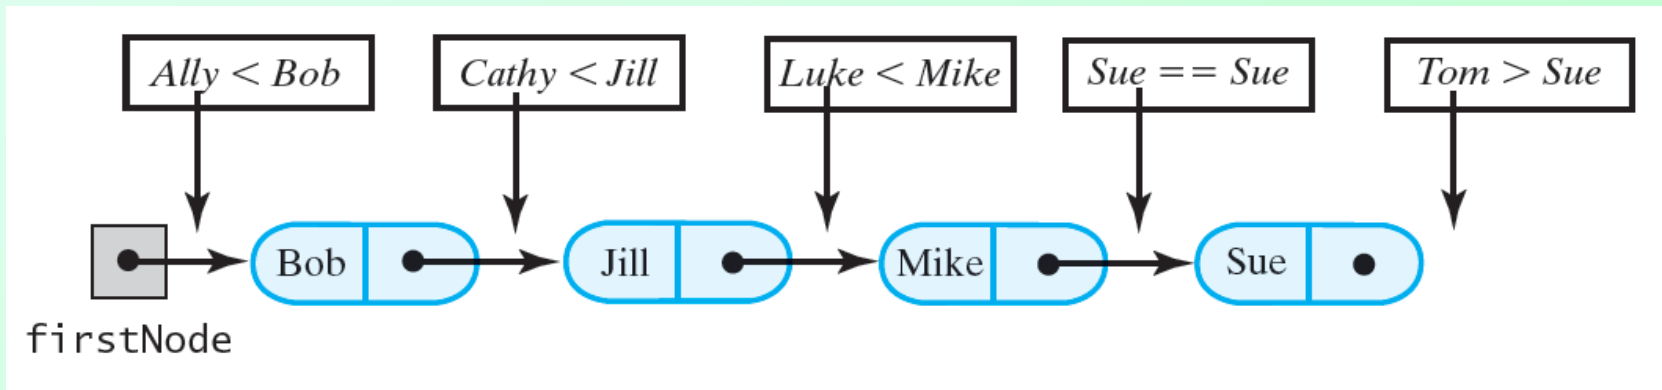 Ally < Bob
Cathy < Jill
Luke < Mike
Sue == Sue
Tom > Sue
Bob
Jill
Mike
Sue
firstNode